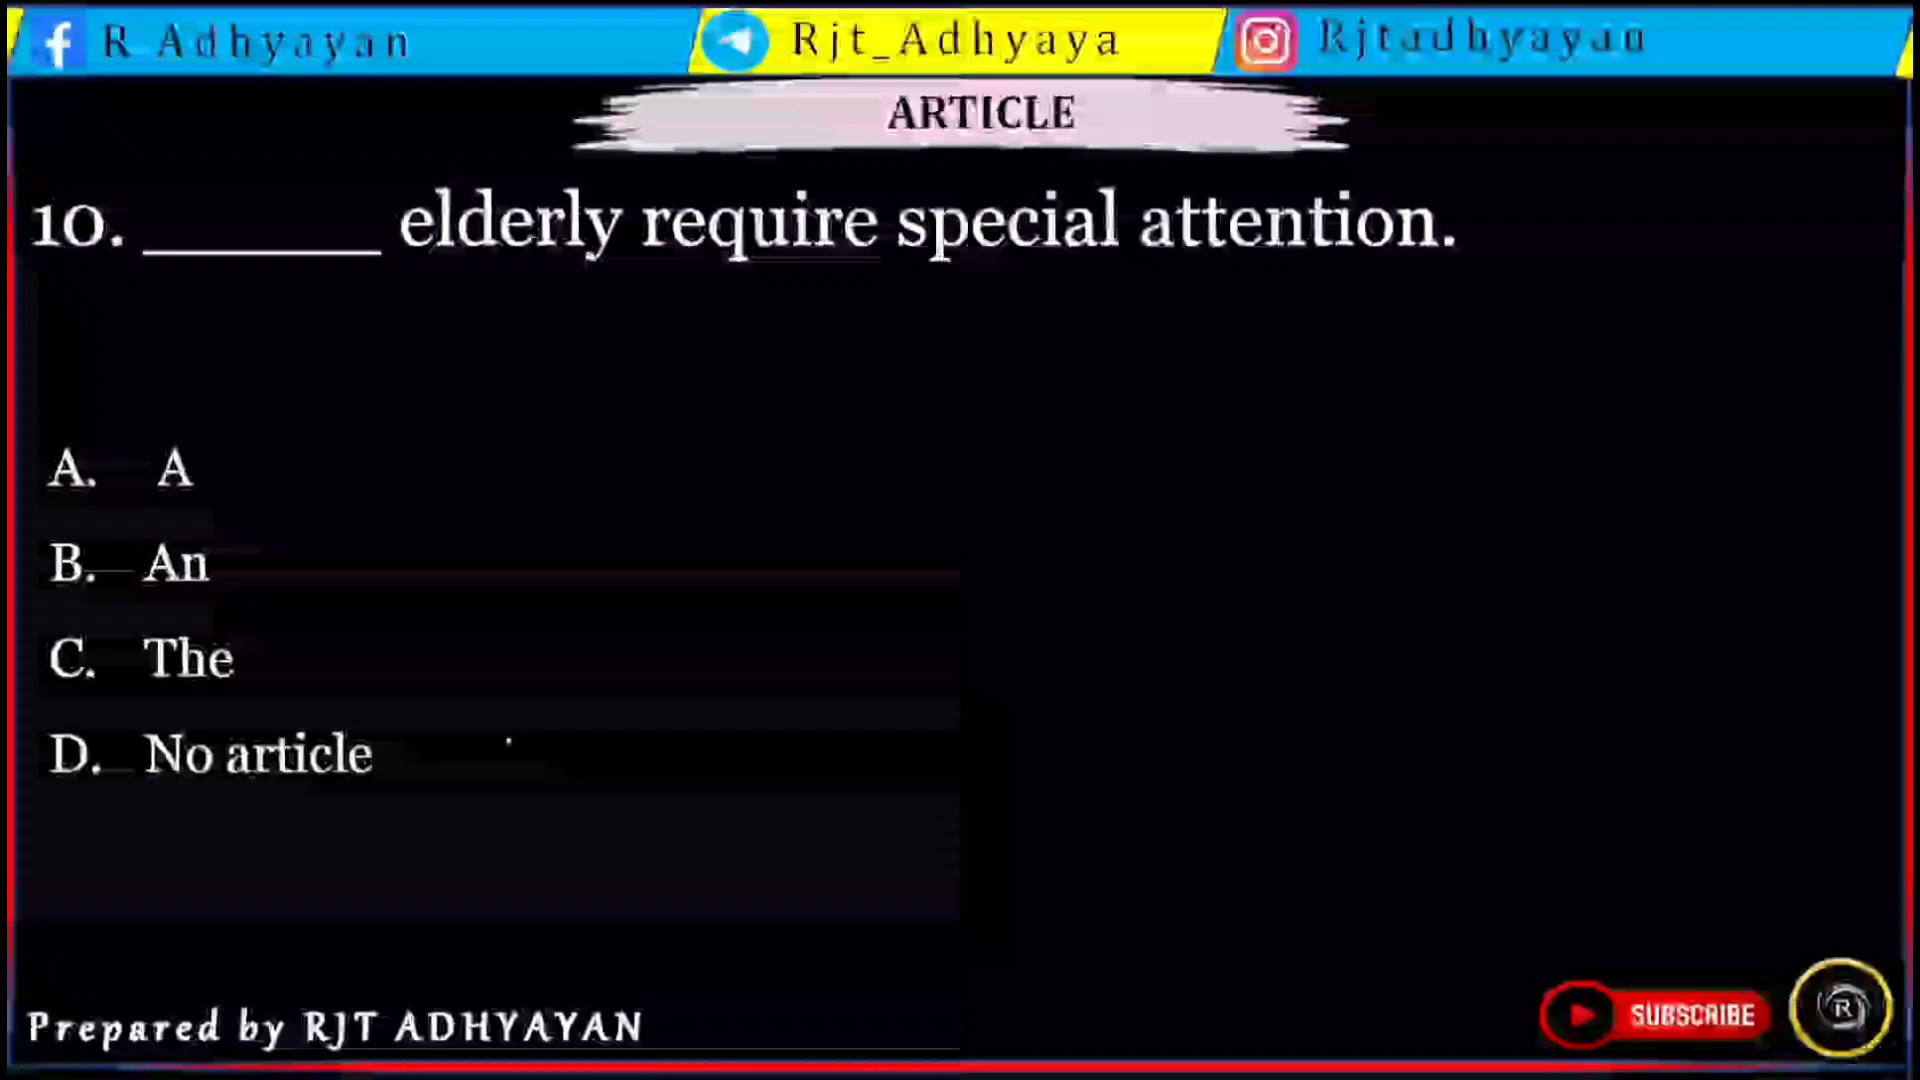 R Adhyayan Rjt_Adhyaya Rjtadhyayan
ARTICLE
10. ______ elderly require special attention.
A. A
B. An
C. The
D. No article
Prepared by RJT ADHYAYAN
SUBSCRIBE
R